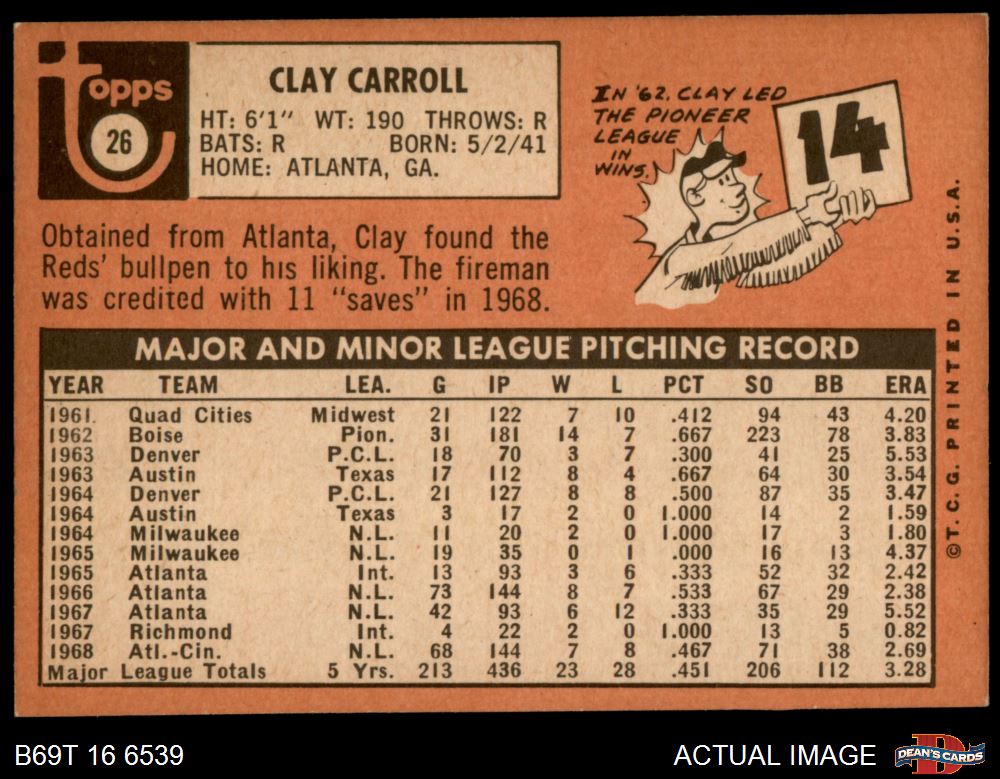 topps
26
CLAY CARROLL
HT: 6'1" WT: 190 THROWS: R
BATS: R BORN: 5/2/41
HOME: ATLANTA, GA.
IN '62, CLAY LED
THE PIONEER
LEAGUE
IN
WINS.
14
Obtained from Atlanta, Clay found the
Reds' bullpen to his liking. The fireman
was credited with 11 "saves" in 1968.
MAJOR AND MINOR LEAGUE PITCHING RECORD
YEAR TEAM LEA. G IP W L PCT SO BB ERA
1961. Quad Cities Midwest 21 122 7 10 .412 94 43 4.20
1962 Boise Pion. 31 181 14 7 .667 223 78 3.83
1963 Denver P.C.L. 18 70 3 7 .300 41 25 5.53
1963 Austin Texas 17 112 8 4 .667 64 30 3.54
1964 Denver P.C.L. 21 127 8 8 .500 87 35 3.47
1964 Austin Texas 3 17 2 0 1.000 14 2 1.59
1964 Milwaukee N.L. 11 20 2 0 1.000 17 3 1.80
1965 Milwaukee N.L. 19 35 0 1 .000 16 13 4.37
1965 Atlanta Int. 13 93 3 6 .333 52 32 2.42
1966 Atlanta N.L. 73 144 8 7 .533 67 29 2.38
1967 Atlanta N.L. 42 93 6 12 .333 35 29 5.52
1967 Richmond Int. 4 22 2 0 1.000 13 5 0.82
1968 Atl.-Cin. N.L. 68 144 7 8 .467 71 38 2.69
Major League Totals 5 Yrs. 213 436 23 28 .451 206 112 3.28
©T.C.G. PRINTED IN U.S.A.
B69T 16 6539
ACTUAL IMAGE
DEAN'S CARDS